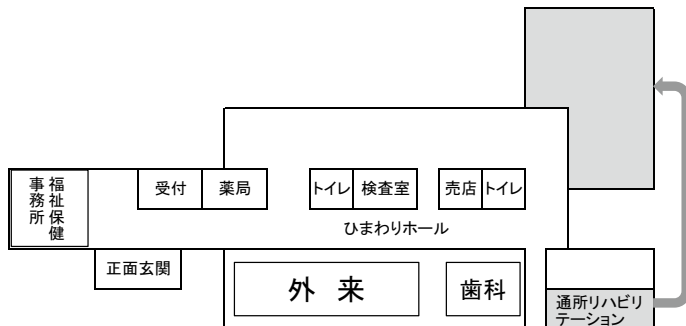 福祉保健
事務所
受付
薬局
トイレ
検査室
売店
トイレ
ひまわりホール
正面玄関
外 来
歯科
通所リハビリ
テーション